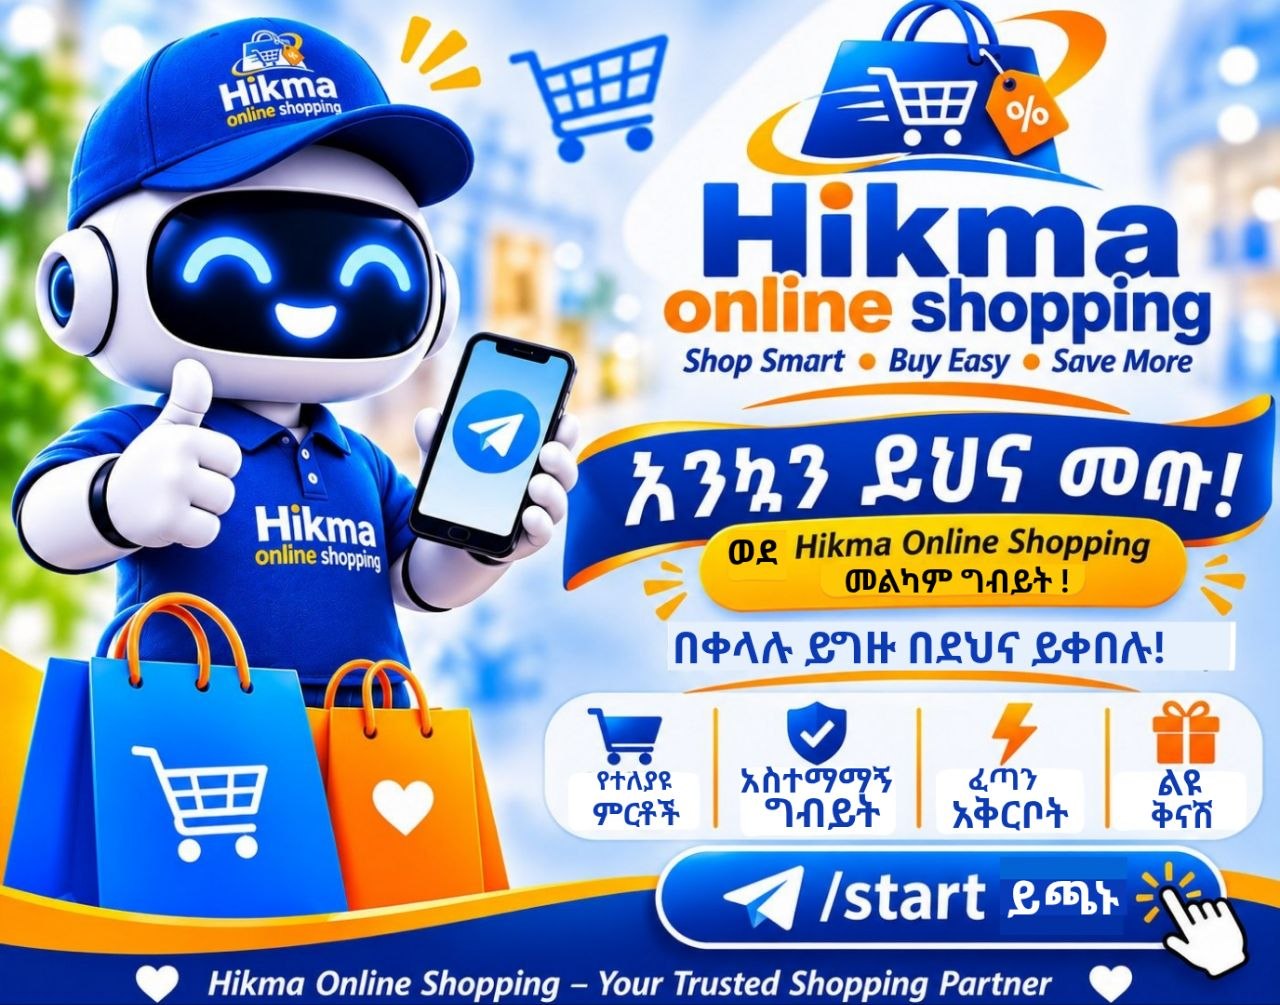 Hikma
online shopping
%
Hikma
online shopping
Shop Smart • Buy Easy • Save More
እንኳን ደህና መጡ!
ወደ Hikma Online Shopping
መልካም ግብይት !
በቀላሉ ይግዙ በደህና ይቀበሉ!
Hikma
online shopping
የተለያዩ
ምርቶች
አስተማማኝ
ግብይት
ፈጣን
አቅርቦት
ልዩ
ቅናሽ
/start ይጫኑ
Hikma Online Shopping – Your Trusted Shopping Partner